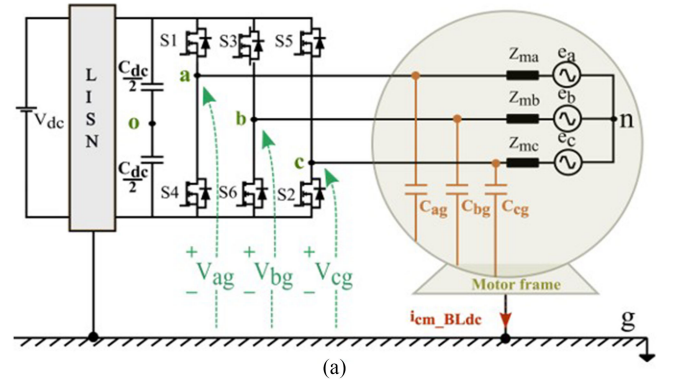 S1
S3
S5
Z_ma
e_a
L
I
S
N
C_dc
2
a
Z_mb
e_b
V_dc
o
b
n
Z_mc
e_c
c
C_dc
2
S4
S6
S2
C_ag
C_bg
C_cg
+
+
+
V_ag
V_bg
V_cg
−
−
−
Motor frame
i_cm_BLdc
g
(a)